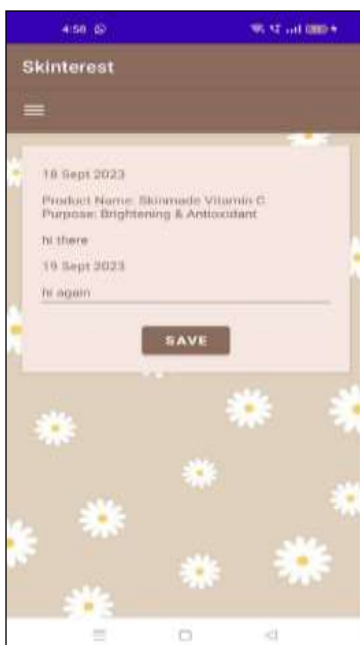 4:56
Skinterest
18 Sept 2023
Product Name: Skinmade Vitamin C
Purpose: Brightening & Antioxidant
hi there
19 Sept 2023
hi again
SAVE